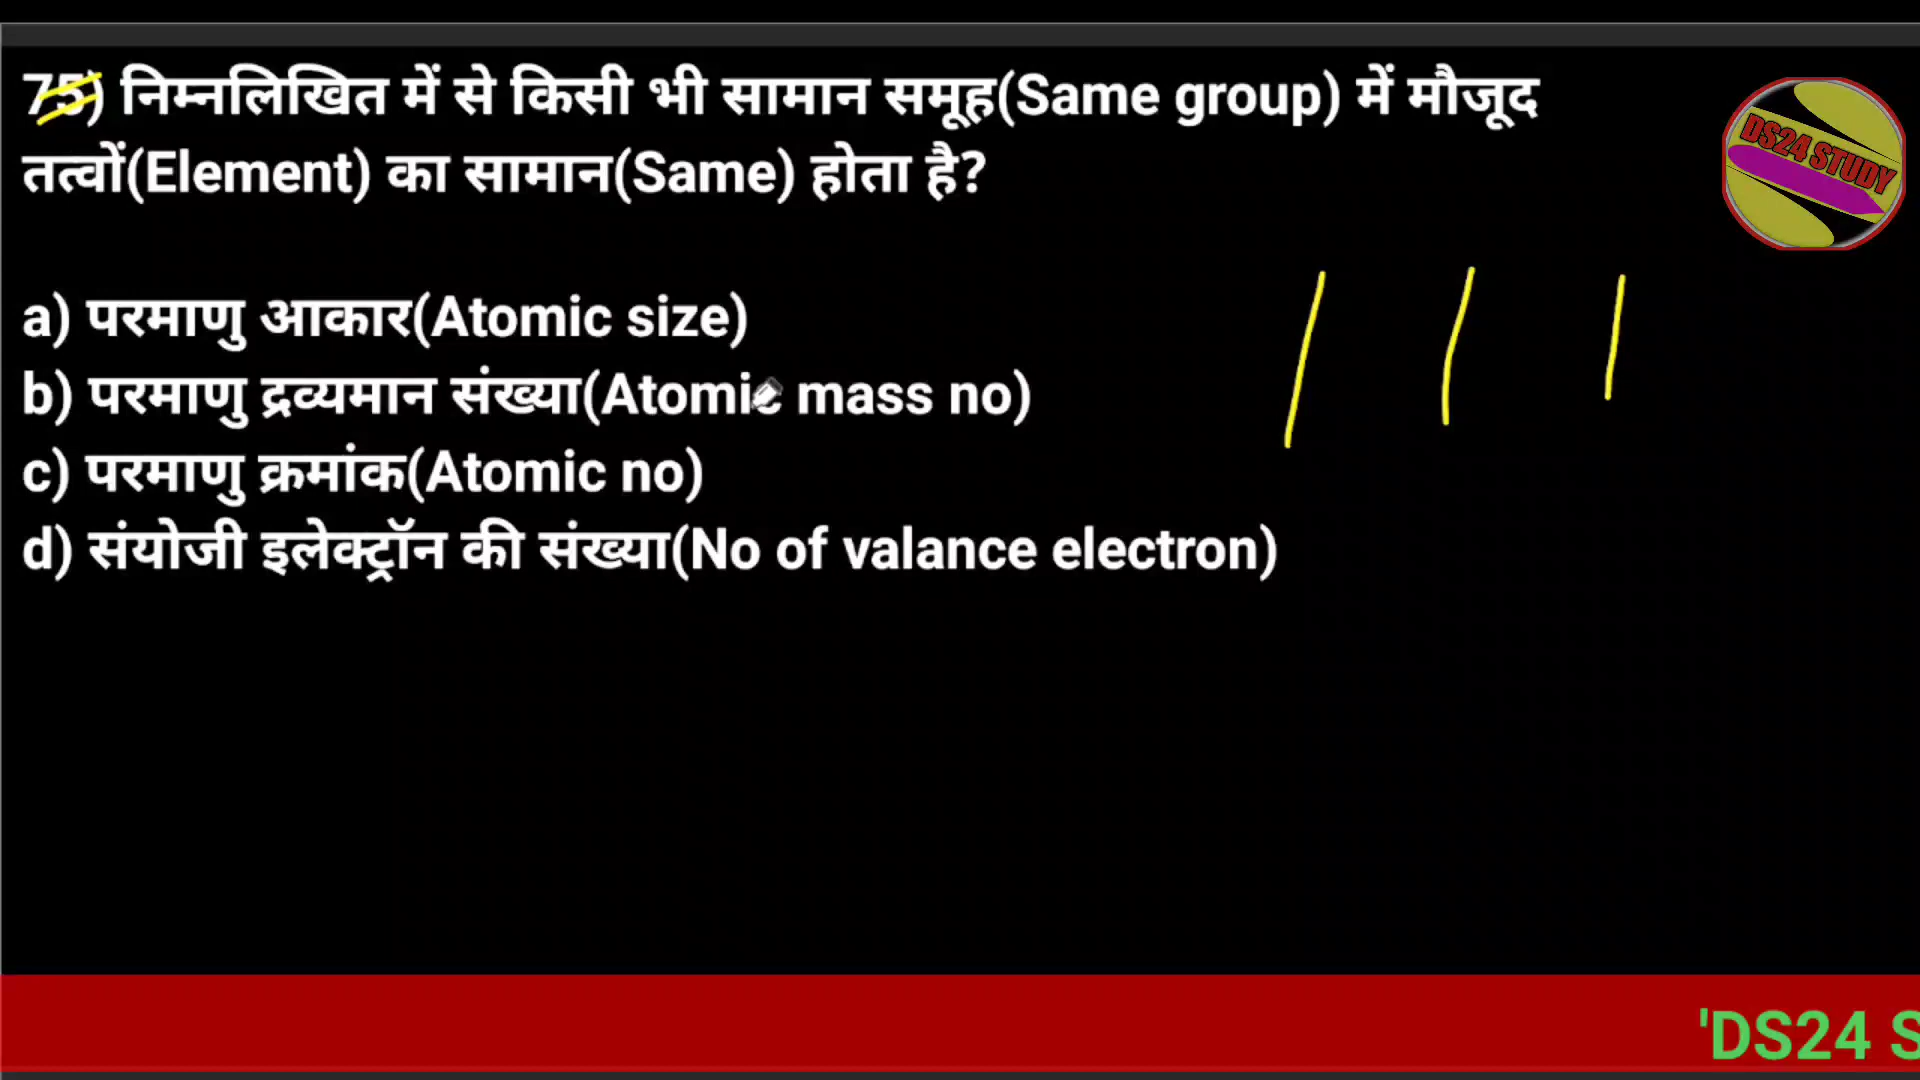 75) निम्नलिखित में से किसी भी सामान समूह(Same group) में मौजूद
तत्वों(Element) का सामान(Same) होता है?
DS24 STUDY
a) परमाणु आकार(Atomic size)
b) परमाणु द्रव्यमान संख्या(Atomic mass no)
c) परमाणु क्रमांक(Atomic no)
d) संयोजी इलेक्ट्रॉन की संख्या(No of valance electron)
'DS24 S